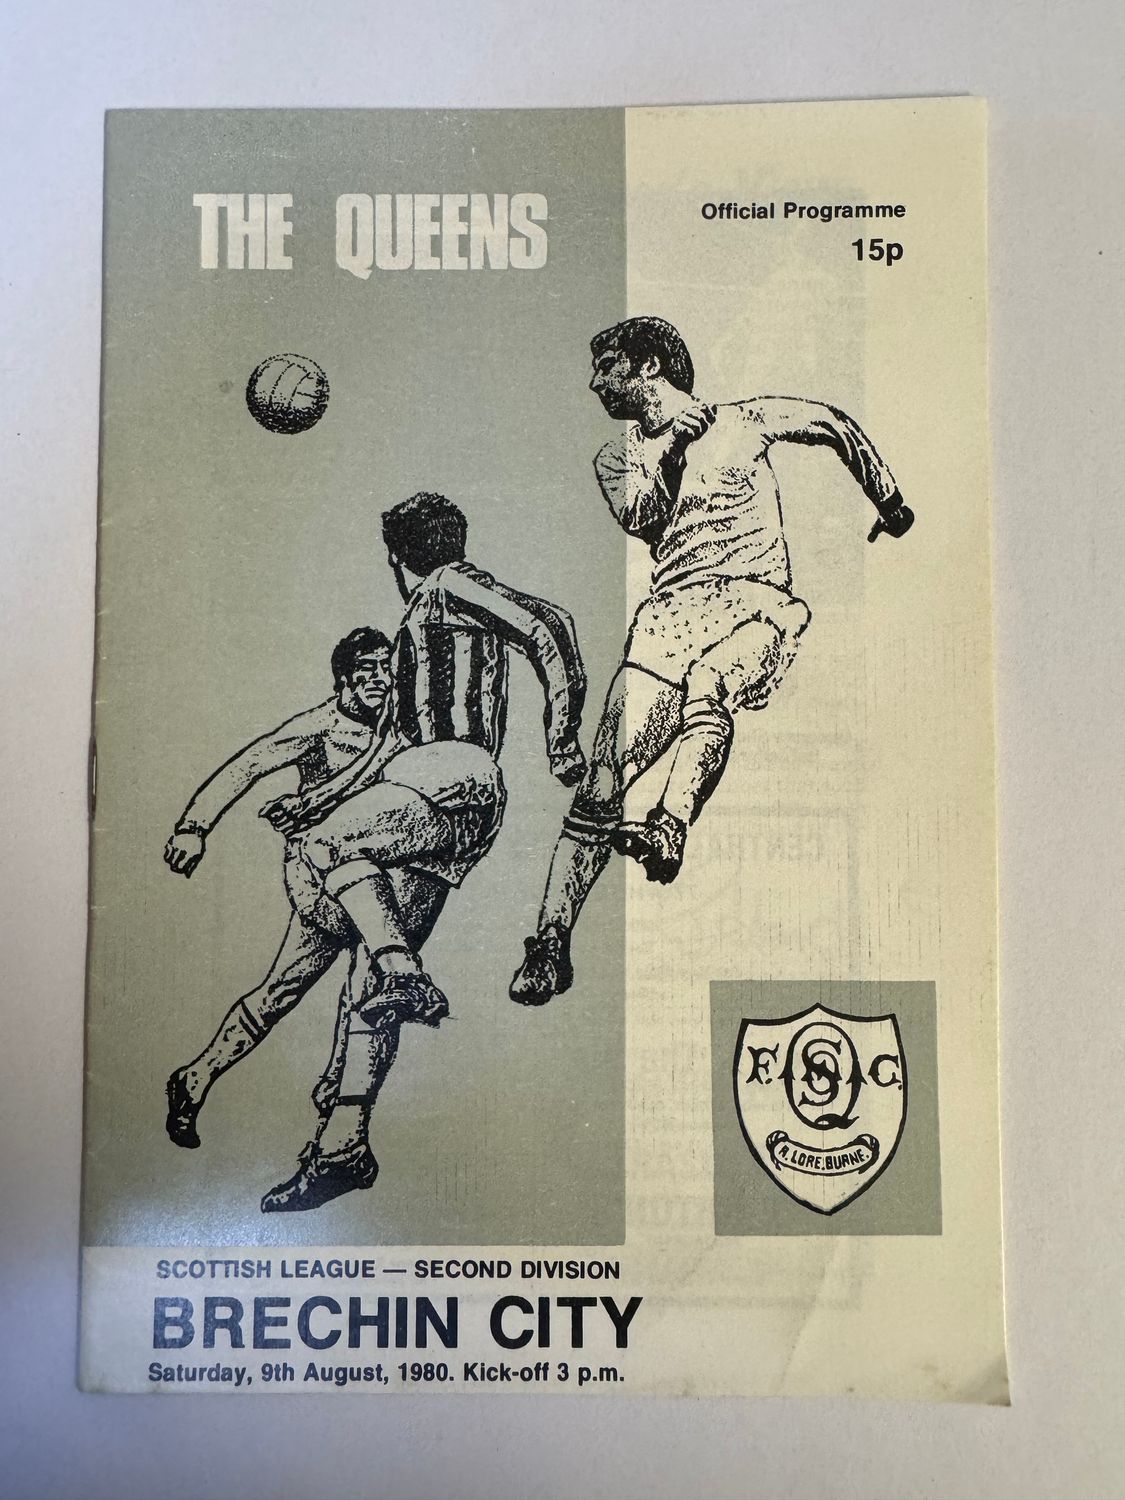 THE QUEENS
Official Programme
15p
F. QSFC C.
A. LORE.BURNE.
SCOTTISH LEAGUE — SECOND DIVISION
BRECHIN CITY
Saturday, 9th August, 1980. Kick-off 3 p.m.